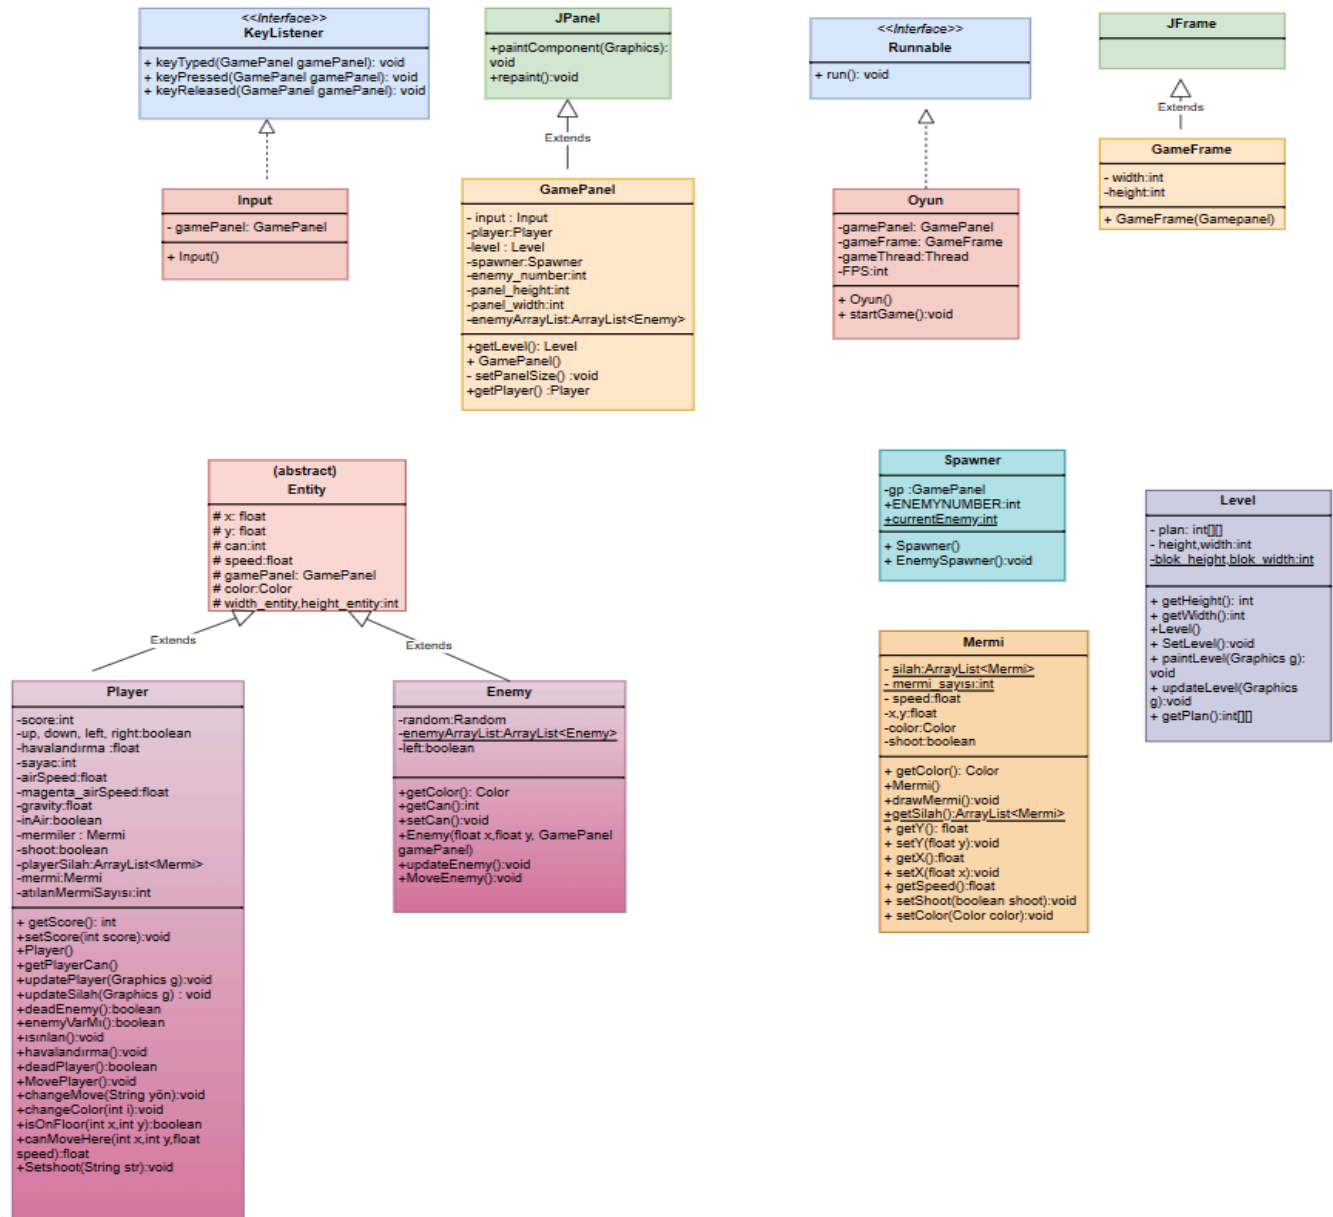 <<Interface>>
KeyListener
+ keyTyped(GamePanel gamePanel): void
+ keyPressed(GamePanel gamePanel): void
+ keyReleased(GamePanel gamePanel): void
JPanel
+paintComponent(Graphics):
void
+repaint():void
<<Interface>>
Runnable
+ run(): void
JFrame
Extends
Extends
Input
- gamePanel: GamePanel
+ Input()
GamePanel
- input : Input
-player:Player
-level : Level
-spawner:Spawner
-enemy_number:int
-panel_height:int
-panel_width:int
-enemyArrayList:ArrayList<Enemy>
+getLevel(): Level
+ GamePanel()
- setPanelSize() :void
+getPlayer() :Player
Oyun
-gamePanel: GamePanel
-gameFrame: GameFrame
-gameThread:Thread
-FPS:int
+ Oyun()
+ startGame():void
GameFrame
- width:int
-height:int
+ GameFrame(Gamepanel)
(abstract)
Entity
# x: float
# y: float
# can:int
# speed:float
# gamePanel: GamePanel
# color:Color
# width_entity,height_entity:int
Extends
Extends
Spawner
-gp :GamePanel
+ENEMYNUMBER:int
+currentEnemy:int
+ Spawner()
+ EnemySpawner():void
Level
- plan: int[][]
- height,width:int
-blok_height,blok_width:int
+ getHeight(): int
+ getWidth():int
+Level()
+ SetLevel():void
+ paintLevel(Graphics g):
void
+ updateLevel(Graphics
g):void
+ getPlan():int[][]
Player
-score:int
-up, down, left, right:boolean
-havalandırma :float
-sayac:int
-airSpeed:float
-magenta_airSpeed:float
-gravity:float
-inAir:boolean
-mermiler : Mermi
-shoot:boolean
-playerSilah:ArrayList<Mermi>
-mermi:Mermi
-atılanMermiSayısı:int
+ getScore(): int
+setScore(int score):void
+Player()
+getPlayerCan()
+updatePlayer(Graphics g):void
+updateSilah(Graphics g) : void
+deadEnemy():boolean
+enemyVarMı():boolean
+ısınlan():void
+havalandırma():void
+deadPlayer():boolean
+MovePlayer():void
+changeMove(String yön):void
+changeColor(int i):void
+isOnFloor(int x,int y):boolean
+canMoveHere(int x,int y,float
speed):float
+Setshoot(String str):void
Enemy
-random:Random
-enemyArrayList:ArrayList<Enemy>
-left:boolean
+getColor(): Color
+getCan():int
+setCan():void
+Enemy(float x,float y, GamePanel
gamePanel)
+updateEnemy():void
+MoveEnemy():void
Mermi
- silah:ArrayList<Mermi>
- mermi_sayısı:int
- speed:float
-x,y:float
-color:Color
-shoot:boolean
+ getColor(): Color
+Mermi()
+drawMermi():void
+getSilah():ArrayList<Mermi>
+ getY(): float
+ setY(float y):void
+ getX():float
+ setX(float x):void
+ getSpeed():float
+ setShoot(boolean shoot):void
+ setColor(Color color):void